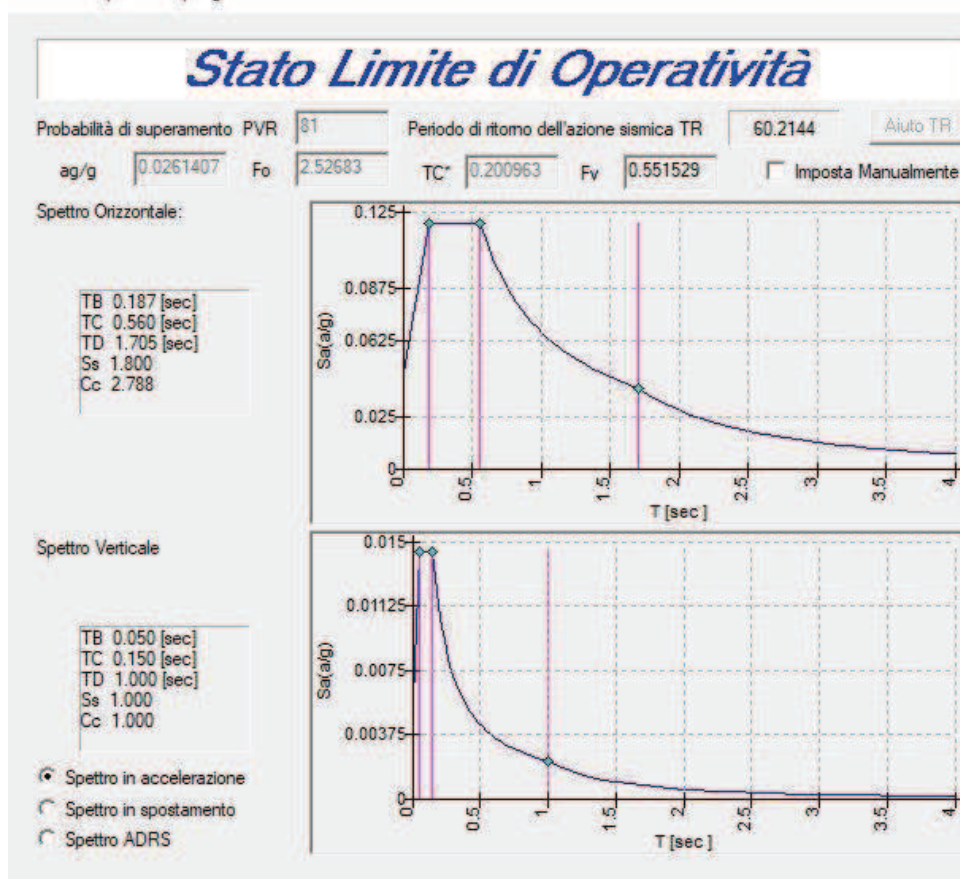 Stato Limite di Operatività
Probabilità di superamento PVR 81 Periodo di ritorno dell'azione sismica TR 60.2144 Aiuto TR
ag/g 0.0261407 Fo 2.52683 TC* 0.200963 Fv 0.551529 Imposta Manualmente
Spettro Orizzontale:
TB 0.187 [sec]
TC 0.560 [sec]
TD 1.705 [sec]
Ss 1.800
Cc 2.788
0.125
0.0875
0.0625
0.025
0
Sa(a/g)
0 0.5 1 1.5 2 2.5 3 3.5 4
T [sec]
Spettro Verticale
TB 0.050 [sec]
TC 0.150 [sec]
TD 1.000 [sec]
Ss 1.000
Cc 1.000
0.015
0.01125
0.0075
0.00375
0
Sa(a/g)
0 0.5 1 1.5 2 2.5 3 3.5 4
T [sec]
Spettro in accelerazione
Spettro in spostamento
Spettro ADRS